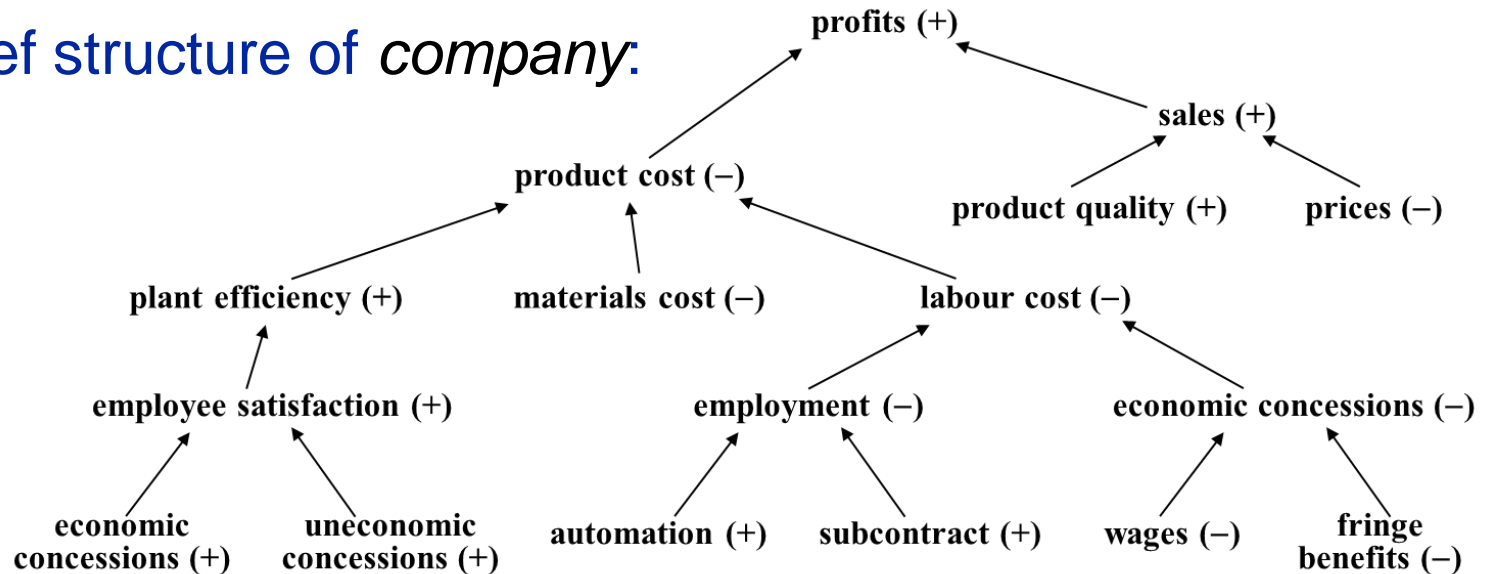 ef structure of company:
profits (+)
sales (+)
product cost (−)
product quality (+)
prices (−)
plant efficiency (+)
materials cost (−)
labour cost (−)
employee satisfaction (+)
employment (−)
economic concessions (−)
economic
concessions (+)
uneconomic
concessions (+)
automation (+)
subcontract (+)
wages (−)
fringe
benefits (−)